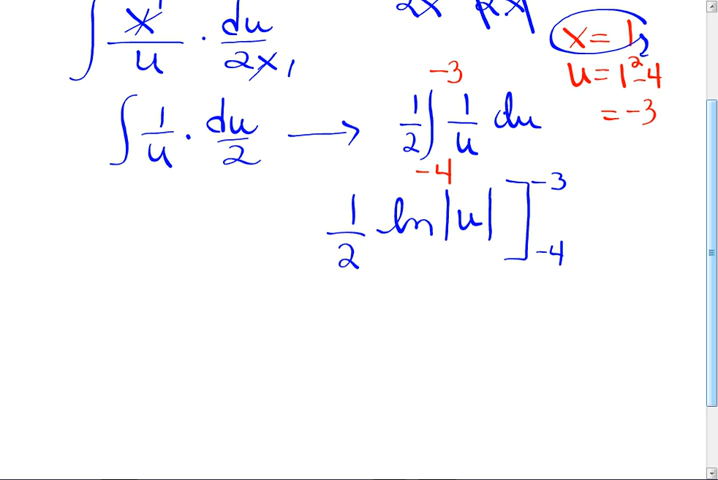 ∫ x/u · du/2x
x = 1
u = 1² - 4
= -3
∫ 1/u · du/2 → 1/2 ∫_{-4}^{-3} 1/u du
1/2 ln|u| ]_{-4}^{-3}